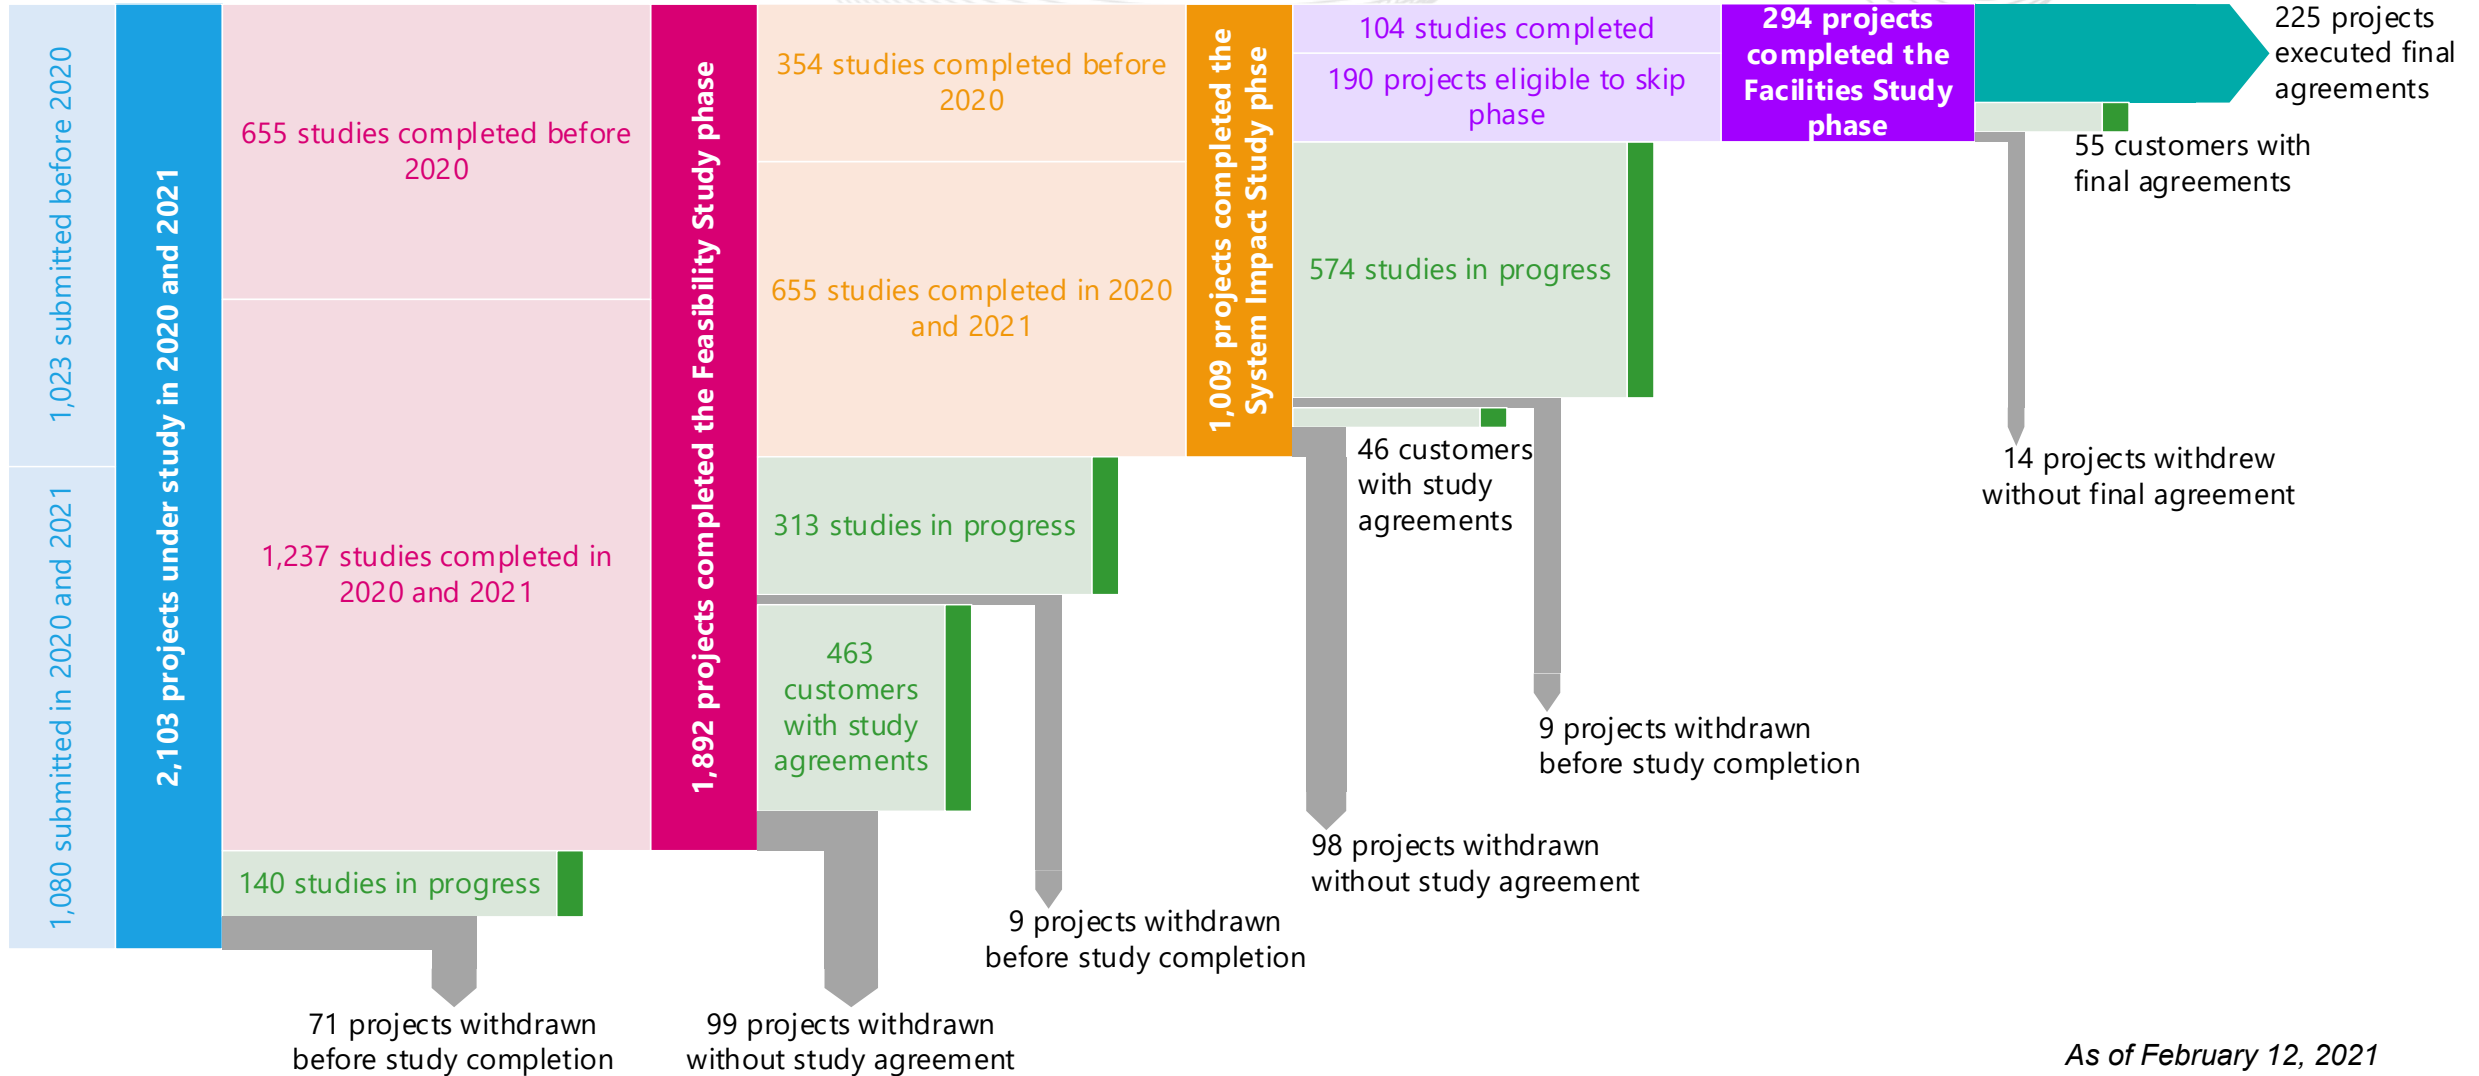 1,023 submitted before 2020
1,080 submitted in 2020 and 2021
2,103 projects under study in 2020 and 2021
655 studies completed before
2020
1,237 studies completed in
2020 and 2021
140 studies in progress
71 projects withdrawn
before study completion
1,892 projects completed the Feasibility Study phase
354 studies completed before
2020
655 studies completed in 2020
and 2021
313 studies in progress
463
customers
with study
agreements
9 projects withdrawn
before study completion
99 projects withdrawn
without study agreement
1,009 projects completed the
System Impact Study phse
104 studies completed
190 projects eligible to skip
phase
574 studies in progress
46 customers
with study
agreements
9 projects withdrawn
before study completion
98 projects withdrawn
without study agreement
294 projects
completed the
Facilities Study
phase
225 projects
executed final
agreements
55 customers with
final agreements
14 projects withdrew
without final agreement
As of February 12, 2021